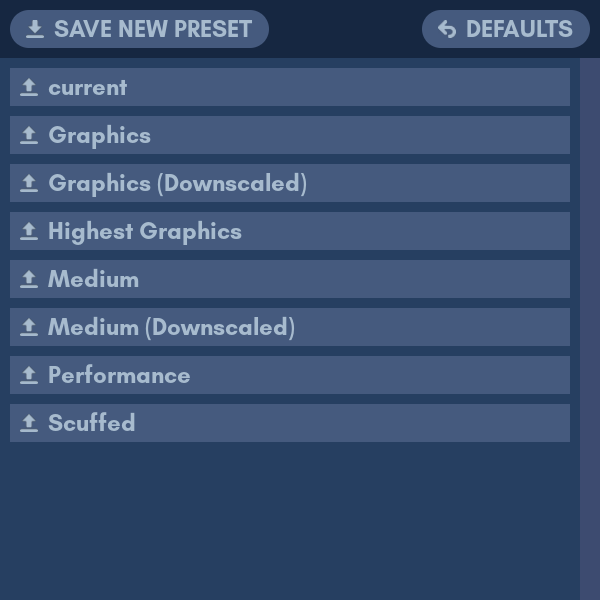 SAVE NEW PRESET
DEFAULTS
current
Graphics
Graphics (Downscaled)
Highest Graphics
Medium
Medium (Downscaled)
Performance
Scuffed